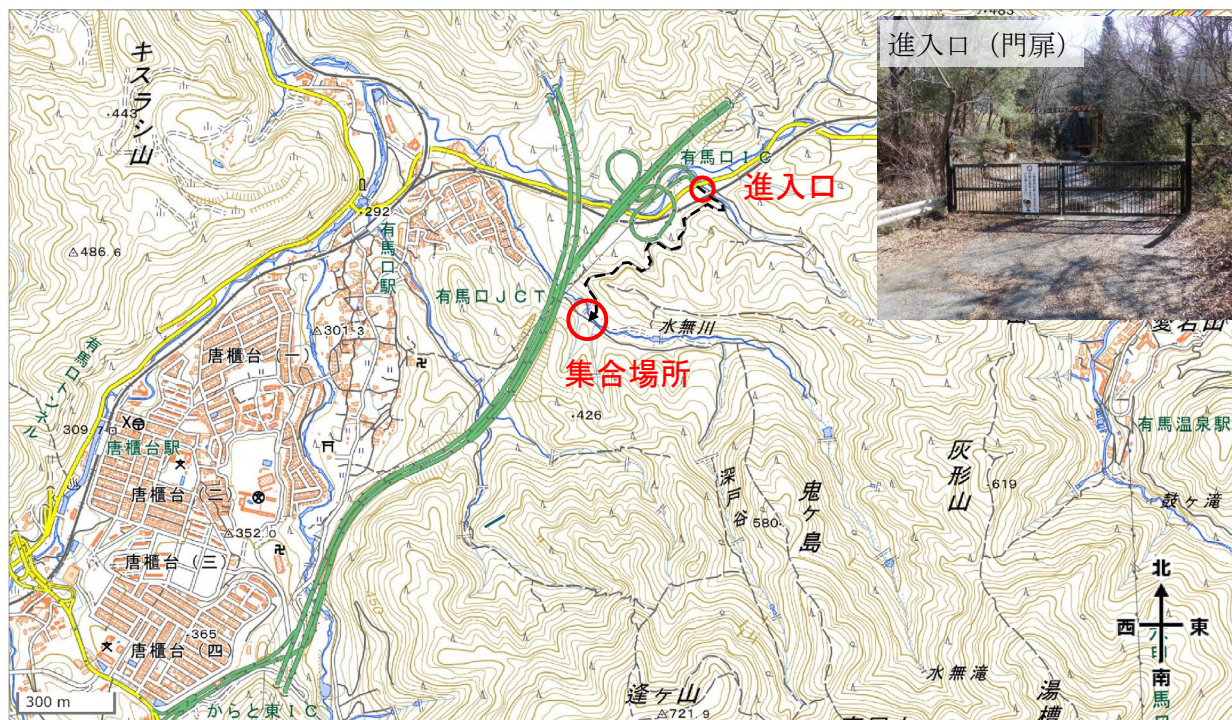 進入口（門扉）
キスラシ山
・443
有馬口ＩＣ
進入口
・292
有馬口駅
△486.6
有馬口ＪＣＴ
水無川
△301.3
集合場所
唐櫃台（一）
有馬口トンネル
愛宕山
・426
309.7
唐櫃台駅
有馬温泉駅
灰形山
唐櫃台（二）
深戸谷
鬼ヶ島
・619
鼓ヶ滝
580・
△352.0
唐櫃台（三）
450
北
西
東
南
・365
唐櫃台（四）
水無滝
湯槽
逢ヶ山
300 m
からと東ＩＣ
△721.9